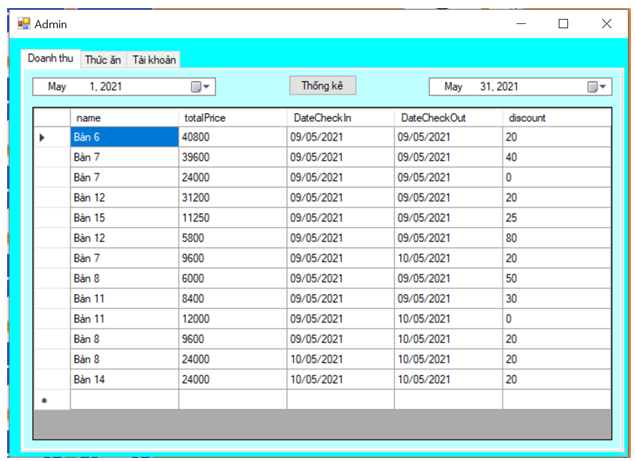 Admin
Doanh thu Thức ăn Tài khoản
May 1, 2021 Thống kê May 31, 2021
name totalPrice DateCheckIn DateCheckOut discount
Bàn 6 40800 09/05/2021 09/05/2021 20
Bàn 7 39600 09/05/2021 09/05/2021 40
Bàn 7 24000 09/05/2021 09/05/2021 0
Bàn 12 31200 09/05/2021 09/05/2021 20
Bàn 15 11250 09/05/2021 09/05/2021 25
Bàn 12 5800 09/05/2021 09/05/2021 80
Bàn 7 9600 09/05/2021 10/05/2021 20
Bàn 8 6000 09/05/2021 09/05/2021 50
Bàn 11 8400 09/05/2021 09/05/2021 30
Bàn 11 12000 09/05/2021 10/05/2021 0
Bàn 8 9600 09/05/2021 10/05/2021 20
Bàn 8 24000 10/05/2021 10/05/2021 20
Bàn 14 24000 10/05/2021 10/05/2021 20